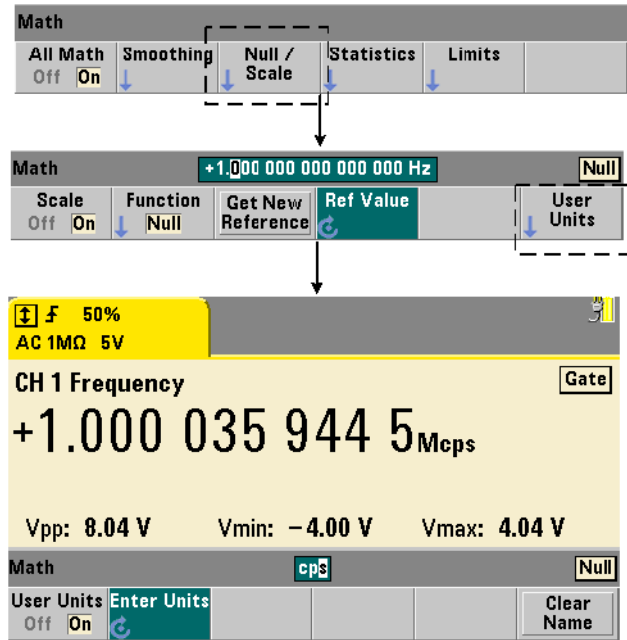 Math
All Math Smoothing Null / Statistics Limits
Off On Scale
Math +1.000 000 000 000 000 Hz Null
Scale Function Get New Ref Value User
Off On Null Reference Units
50%
AC 1MΩ 5V
CH 1 Frequency Gate
+1.000 035 944 5 Mcps
Vpp: 8.04 V Vmin: −4.00 V Vmax: 4.04 V
Math cps Null
User Units Enter Units Clear
Off On Name